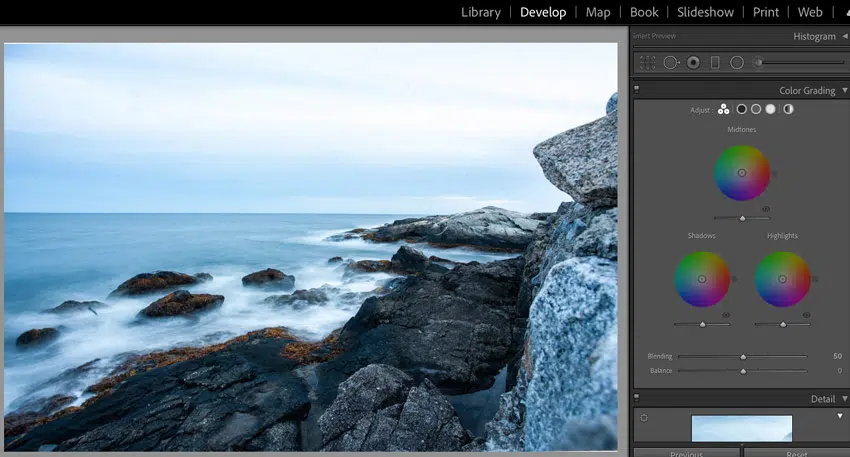 Library | Develop | Map | Book | Slideshow | Print | Web
Smart Preview Histogram
Color Grading
Adjust :
Midtones
Shadows Highlights
Blending 50
Balance 0
Detail
Previous Reset